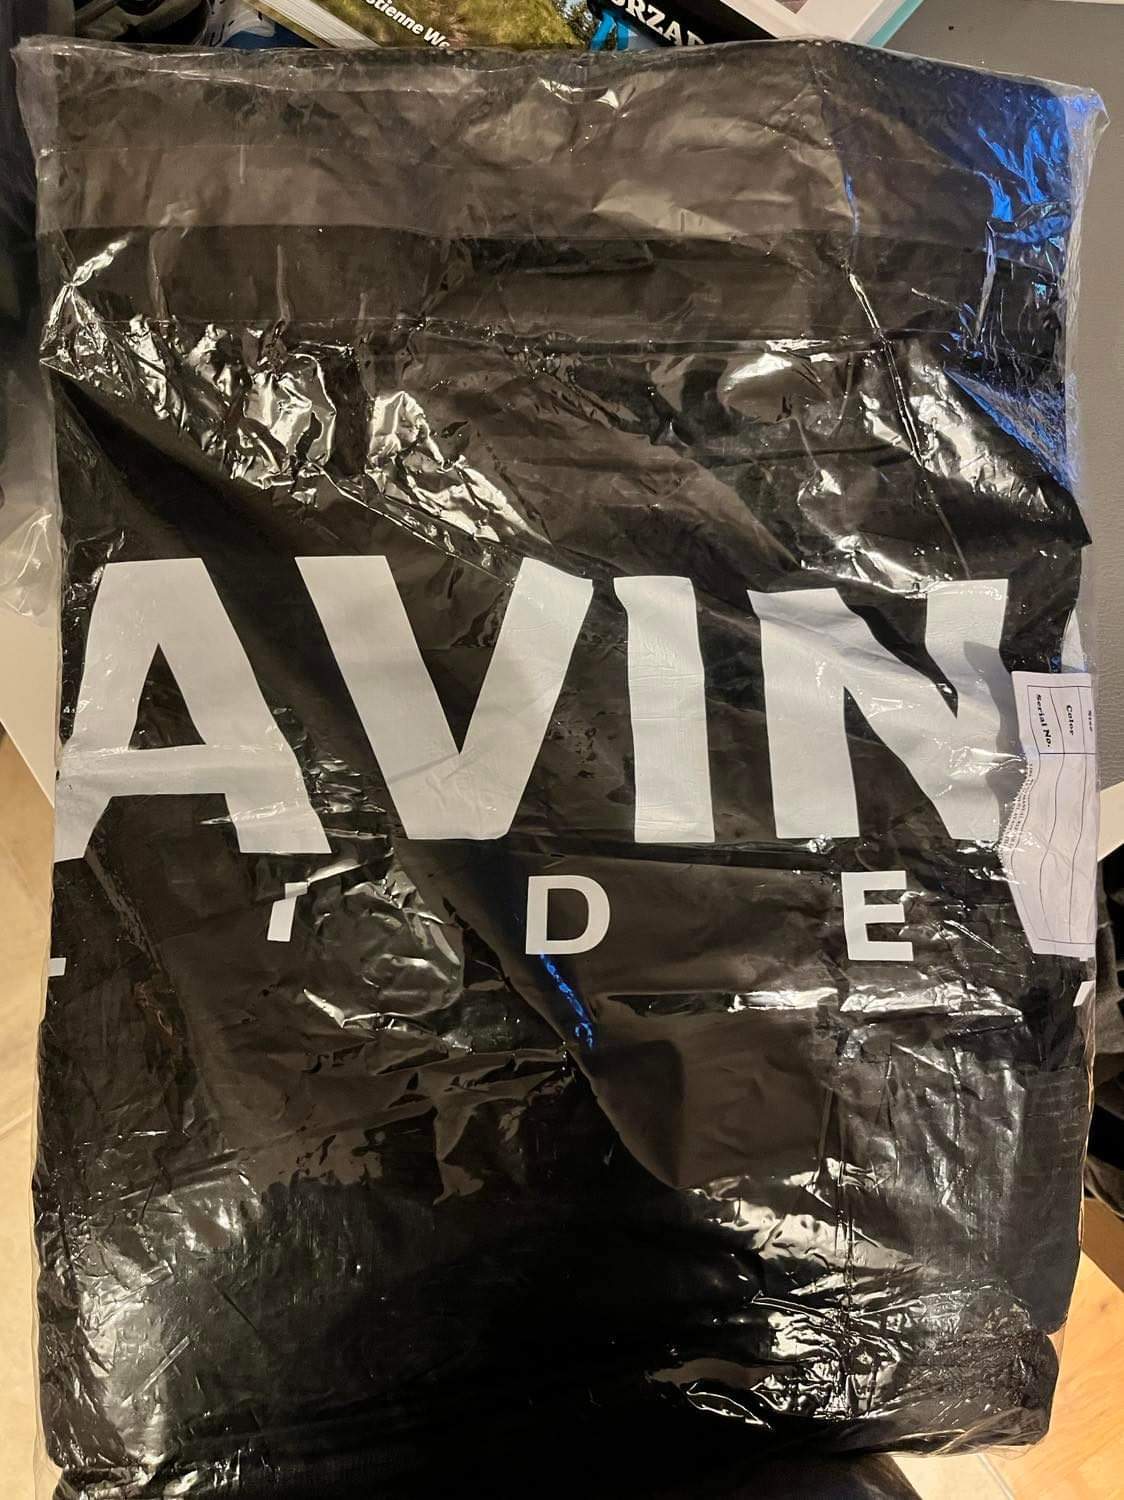 AVIN
I D E
Size
Color
Serial No.